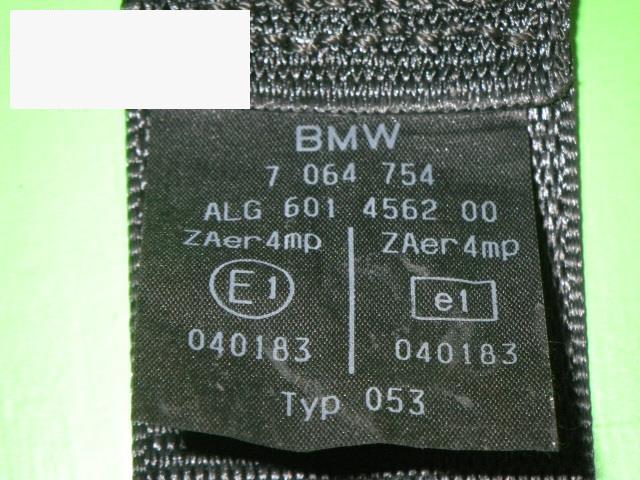 BMW
7 064 754
ALG 601 4562 00
ZAer4mp ZAer4mp
E1 e1
040183 040183
Typ 053